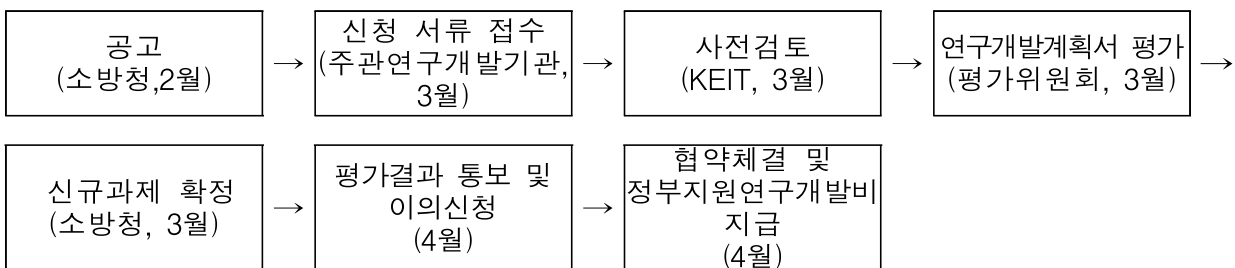 공고
(소방청,2월)
→
신청 서류 접수
(주관연구개발기관,
3월)
→
사전검토
(KEIT, 3월)
→
연구개발계획서 평가
(평가위원회, 3월)
→
신규과제 확정
(소방청, 3월)
→
평가결과 통보 및
이의신청
(4월)
→
협약체결 및
정부지원연구개발비
지급
(4월)